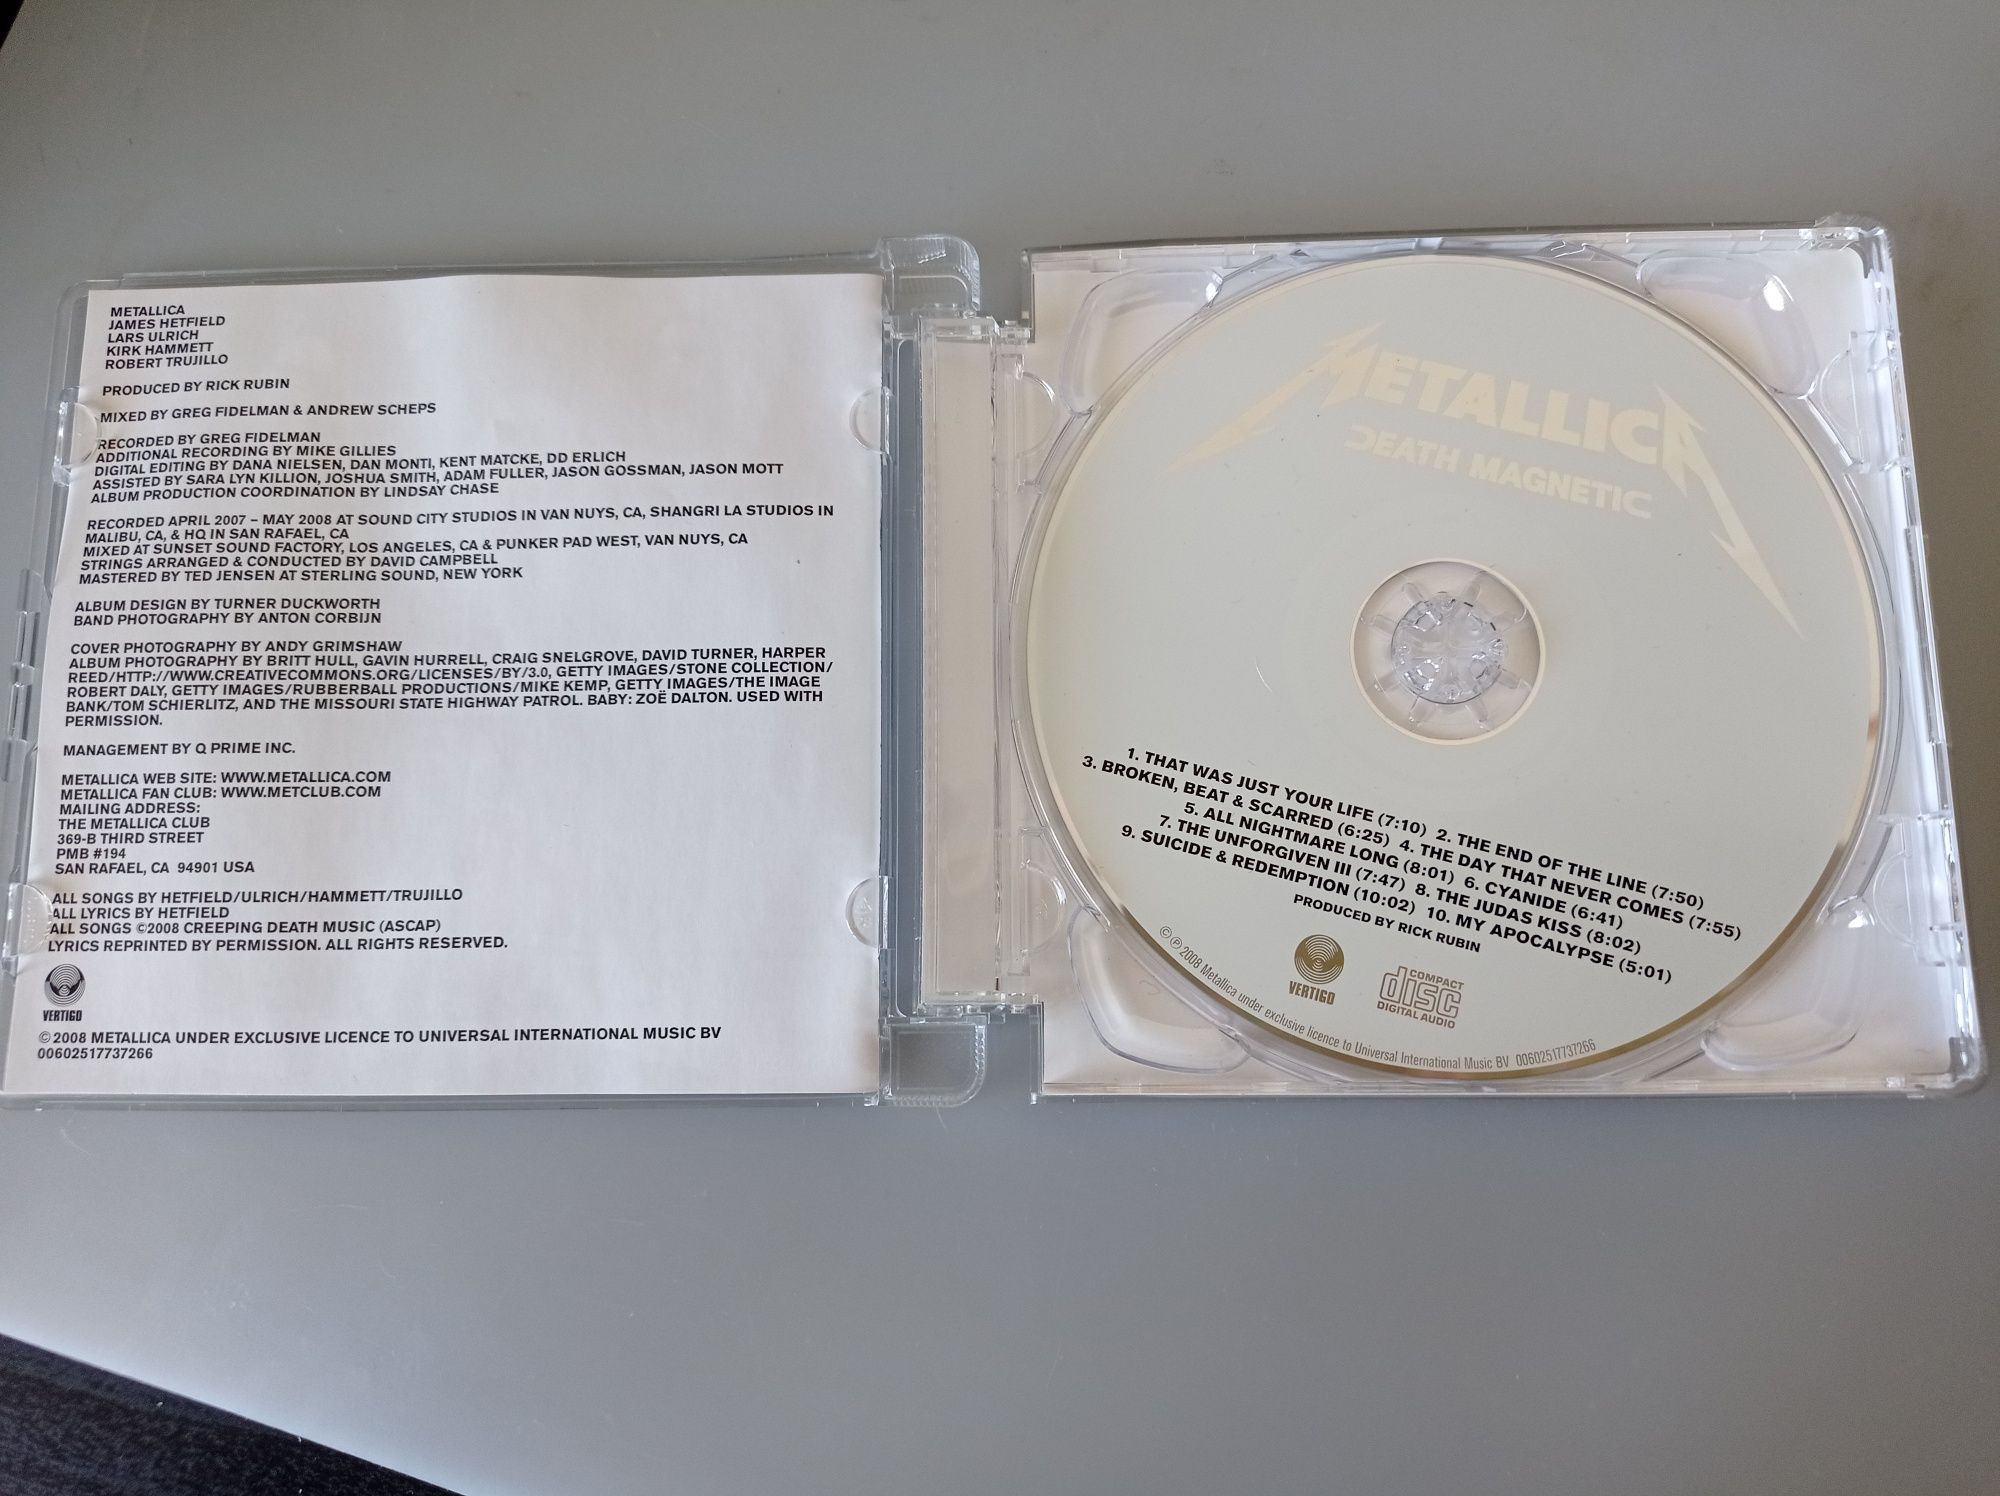 METALLICA
JAMES HETFIELD
LARS ULRICH
KIRK HAMMETT
ROBERT TRUJILLO
PRODUCED BY RICK RUBIN
MIXED BY GREG FIDELMAN & ANDREW SCHEPS
RECORDED BY GREG FIDELMAN
ADDITIONAL RECORDING BY MIKE GILLIES
DIGITAL EDITING BY DANA NIELSEN, DAN MONTI, KENT MATCKE, DD ERLICH
ASSISTED BY SARA LYN KILLION, JOSHUA SMITH, ADAM FULLER, JASON GOSSMAN, JASON MOTT
ALBUM PRODUCTION COORDINATION BY LINDSAY CHASE
RECORDED APRIL 2007 – MAY 2008 AT SOUND CITY STUDIOS IN VAN NUYS, CA, SHANGRI LA STUDIOS IN
MALIBU, CA, & HQ IN SAN RAFAEL, CA
MIXED AT SUNSET SOUND FACTORY, LOS ANGELES, CA & PUNKER PAD WEST, VAN NUYS, CA
STRINGS ARRANGED & CONDUCTED BY DAVID CAMPBELL
MASTERED BY TED JENSEN AT STERLING SOUND, NEW YORK
ALBUM DESIGN BY TURNER DUCKWORTH
BAND PHOTOGRAPHY BY ANTON CORBIJN
COVER PHOTOGRAPHY BY ANDY GRIMSHAW
ALBUM PHOTOGRAPHY BY BRITT HULL, GAVIN HURRELL, CRAIG SNELGROVE, DAVID TURNER, HARPER
REED/HTTP://WWW.CREATIVECOMMONS.ORG/LICENSES/BY/3.0, GETTY IMAGES/STONE COLLECTION/
ROBERT DALY, GETTY IMAGES/RUBBERBALL PRODUCTIONS/MIKE KEMP, GETTY IMAGES/THE IMAGE
BANK/TOM SCHIERLITZ, AND THE MISSOURI STATE HIGHWAY PATROL. BABY: ZOË DALTON. USED WITH
PERMISSION.
MANAGEMENT BY Q PRIME INC.
METALLICA WEB SITE: WWW.METALLICA.COM
METALLICA FAN CLUB: WWW.METCLUB.COM
MAILING ADDRESS:
THE METALLICA CLUB
369-B THIRD STREET
PMB #194
SAN RAFAEL, CA 94901 USA
ALL SONGS BY HETFIELD/ULRICH/HAMMETT/TRUJILLO
ALL LYRICS BY HETFIELD
ALL SONGS ©2008 CREEPING DEATH MUSIC (ASCAP)
LYRICS REPRINTED BY PERMISSION. ALL RIGHTS RESERVED.
VERTIGO
©2008 METALLICA UNDER EXCLUSIVE LICENCE TO UNIVERSAL INTERNATIONAL MUSIC BV
00602517737266
METALLICA
DEATH MAGNETIC
1. THAT WAS JUST YOUR LIFE (7:10) 2. THE END OF THE LINE (7:50)
3. BROKEN, BEAT & SCARRED (6:25) 4. THE DAY THAT NEVER COMES (7:55)
5. ALL NIGHTMARE LONG (8:01) 6. CYANIDE (6:41)
7. THE UNFORGIVEN III (7:47) 8. THE JUDAS KISS (8:02)
9. SUICIDE & REDEMPTION (10:02) 10. MY APOCALYPSE (5:01)
PRODUCED BY RICK RUBIN
VERTIGO
COMPACT
disc
DIGITAL AUDIO
©℗2008 Metallica under exclusive licence to Universal International Music BV 00602517737266